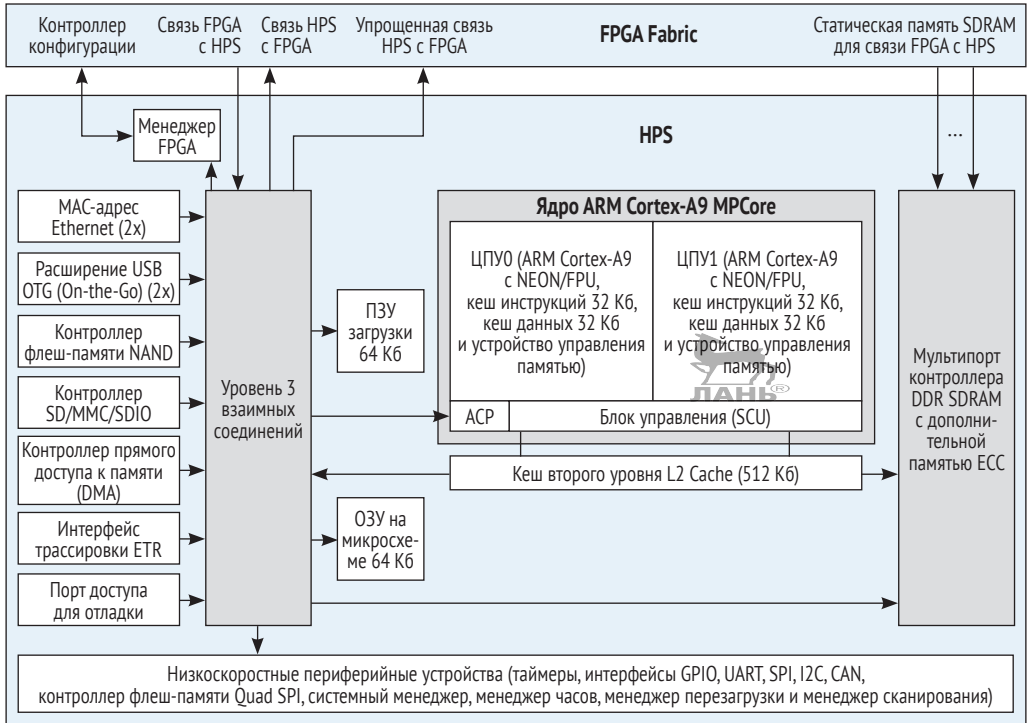 Контроллер
конфигурации
Связь FPGA
с HPS
Связь HPS
с FPGA
Упрощенная связь
HPS с FPGA
FPGA Fabric
Статическая память SDRAM
для связи FPGA с HPS
Менеджер
FPGA
HPS
...
MAC-адрес
Ethernet (2x)
Расширение USB
OTG (On-the-Go) (2x)
Контроллер
флеш-памяти NAND
Контроллер
SD/MMC/SDIO
Контроллер прямого
доступа к памяти
(DMA)
Интерфейс
трассировки ETR
Порт доступа
для отладки
Уровень 3
взаимных
соединений
ПЗУ
загрузки
64 Кб
ОЗУ на
микросхе-
ме 64 Кб
Ядро ARM Cortex-A9 MPCore
ЦПУ0 (ARM Cortex-A9
с NEON/FPU,
кеш инструкций 32 Кб,
кеш данных 32 Кб
и устройство управления
памятью)
ЦПУ1 (ARM Cortex-A9
с NEON/FPU,
кеш инструкций 32 Кб,
кеш данных 32 Кб
и устройство управления
памятью)
ЛАНЬ®
ACP
Блок управления (SCU)
Кеш второго уровня L2 Cache (512 Кб)
Мультипорт
контроллера
DDR SDRAM
с дополни-
тельной
памятью ECC
Низкоскоростные периферийные устройства (таймеры, интерфейсы GPIO, UART, SPI, I2C, CAN,
контроллер флеш-памяти Quad SPI, системный менеджер, менеджер часов, менеджер перезагрузки и менеджер сканирования)